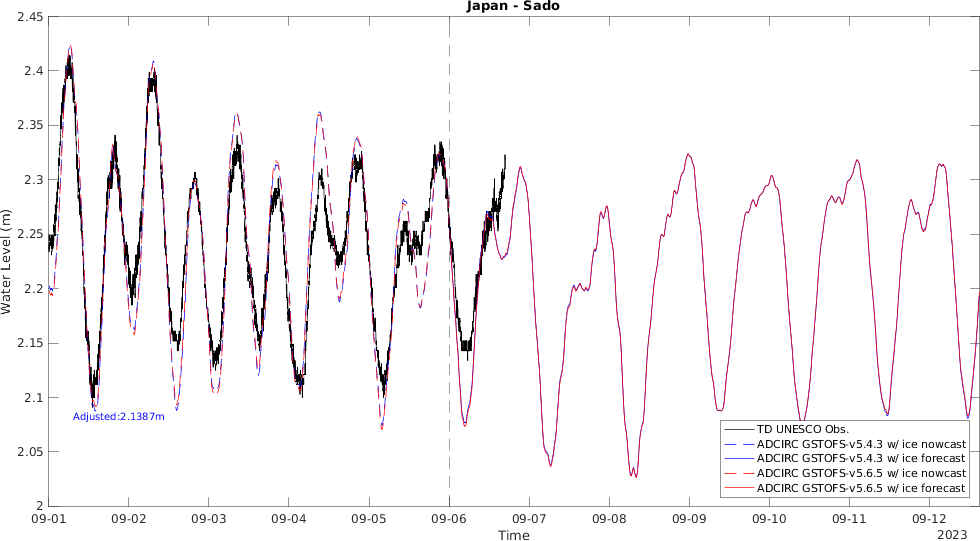 Japan - Sado
2.45
2.4
2.35
2.3
2.25
2.2
2.15
2.1
2.05
2
Water Level (m)
Adjusted:2.1387m
TD UNESCO Obs.
ADCIRC GSTOFS-v5.4.3 w/ ice nowcast
ADCIRC GSTOFS-v5.4.3 w/ ice forecast
ADCIRC GSTOFS-v5.6.5 w/ ice nowcast
ADCIRC GSTOFS-v5.6.5 w/ ice forecast
09-01 09-02 09-03 09-04 09-05 09-06 09-07 09-08 09-09 09-10 09-11 09-12
Time
2023